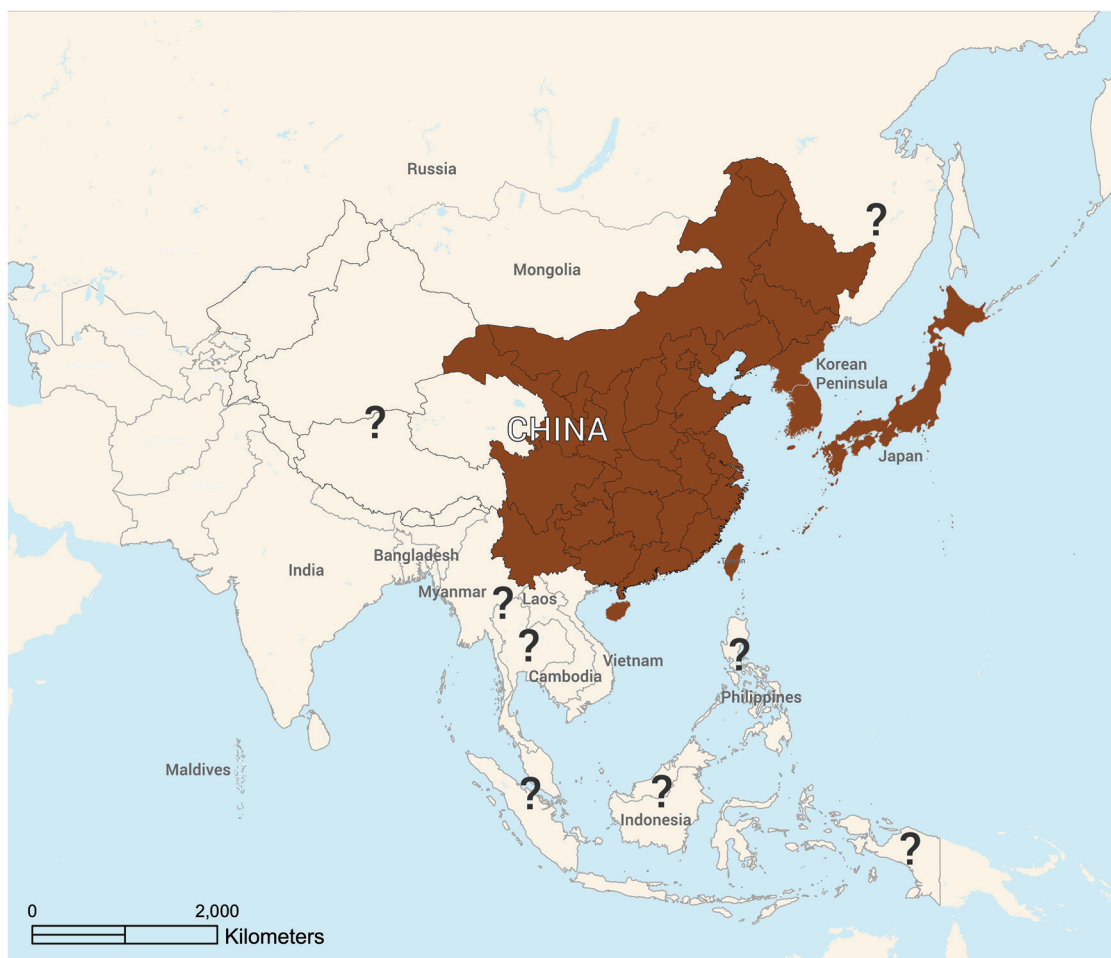 Russia
?
Mongolia
Korean
Peninsula
?
CHINA
Japan
Bangladesh
India
Taiwan
Myanmar
?
Laos
?
?
Vietnam
Cambodia
Philippines
Maldives
?
?
Indonesia
?
0 2,000
Kilometers